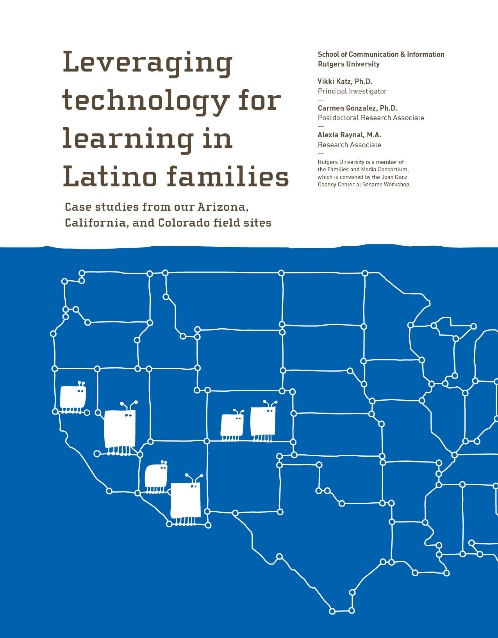 Leveraging
technology for
learning in
Latino families
Case studies from our Arizona,
California, and Colorado field sites
School of Communication & Information
Rutgers University
Vikki Katz, Ph.D.
Principal Investigator
—
Carmen Gonzalez, Ph.D.
Postdoctoral Research Associate
—
Alexia Raynal, M.A.
Research Associate
—
Rutgers University is a member of
the Families and Media Consortium,
which is convened by the Joan Ganz
Cooney Center at Sesame Workshop.